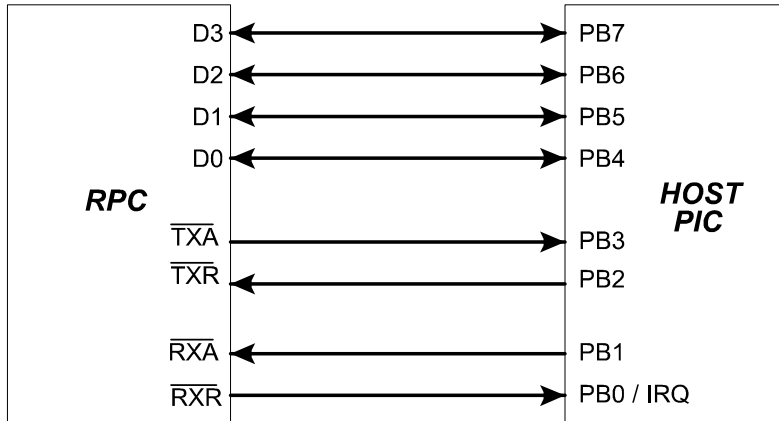 D3 PB7
D2 PB6
D1 PB5
D0 PB4
RPC
HOST
PIC
TXA PB3
TXR PB2
RXA PB1
RXR PB0 / IRQ